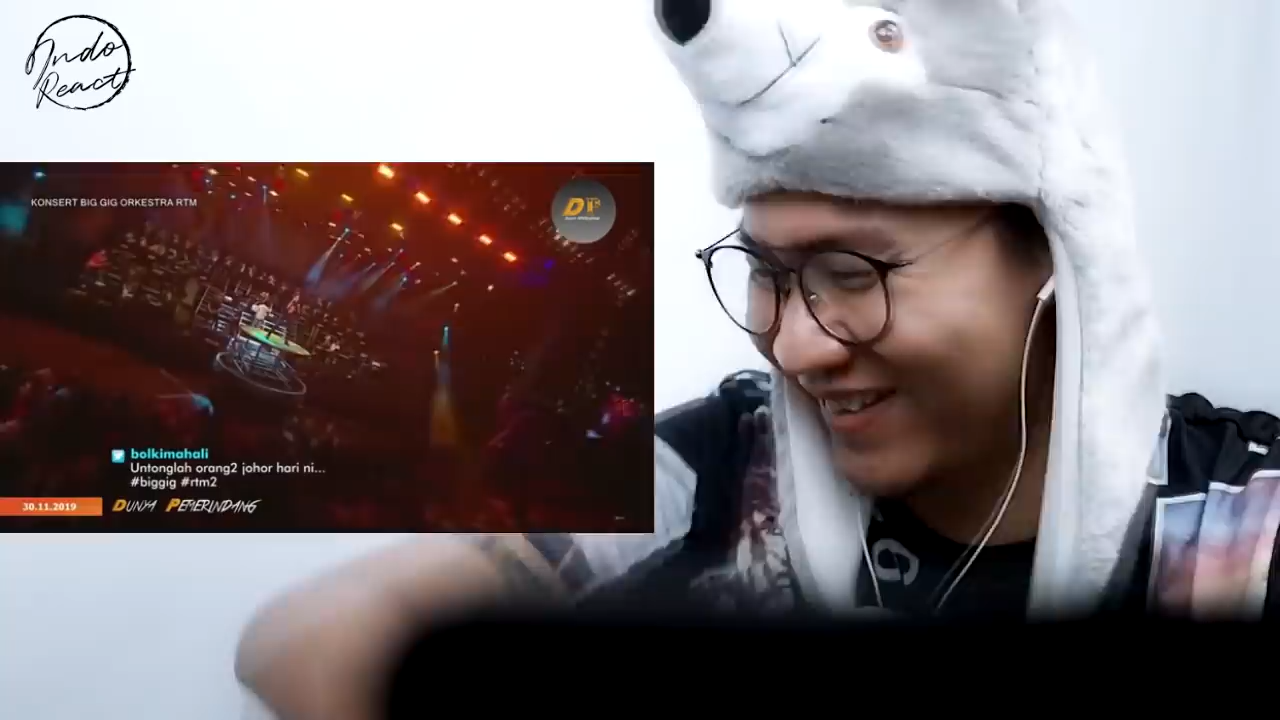 Indo
React
KONSERT BIG GIG ORKESTRA RTM
bolkimahali
Untonglah orang2 johor hari ni...
#biggig #rtm2
30.11.2019
DUNYA PEMERINDANG